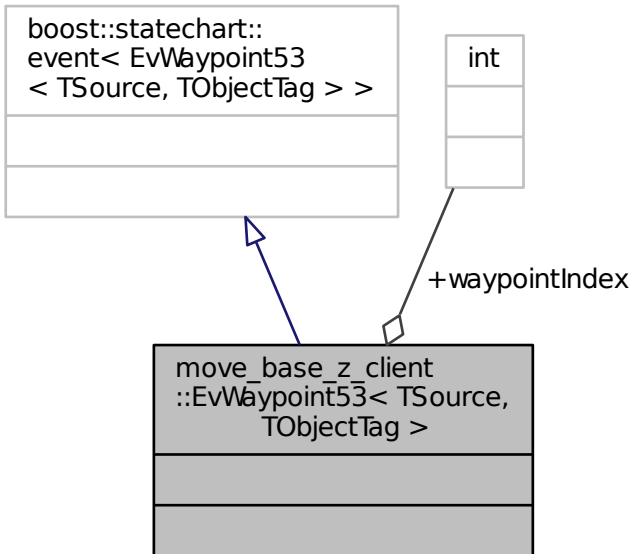 boost::statechart::
event< EvWaypoint53
< TSource, TObjectTag > >
int
+waypointIndex
move_base_z_client
::EvWaypoint53< TSource,
TObjectTag >